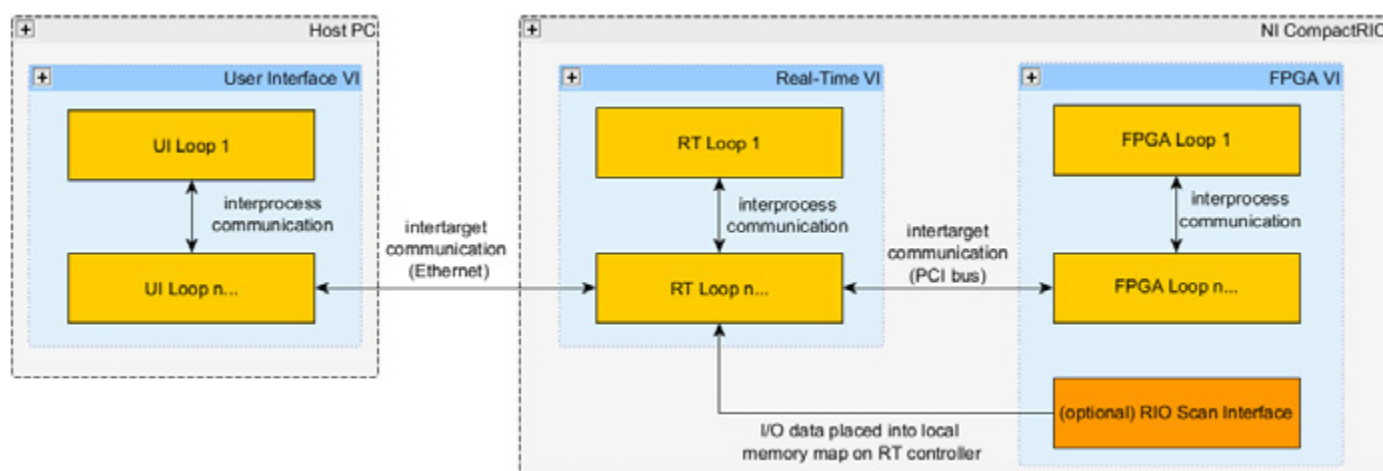 Host PC
User Interface VI
UI Loop 1
interprocess
communication
UI Loop n...
intertarget
communication
(Ethernet)
NI CompactRIO
Real-Time VI
RT Loop 1
interprocess
communication
RT Loop n...
intertarget
communication
(PCI bus)
FPGA VI
FPGA Loop 1
interprocess
communication
FPGA Loop n...
(optional) RIO Scan Interface
I/O data placed into local
memory map on RT controller